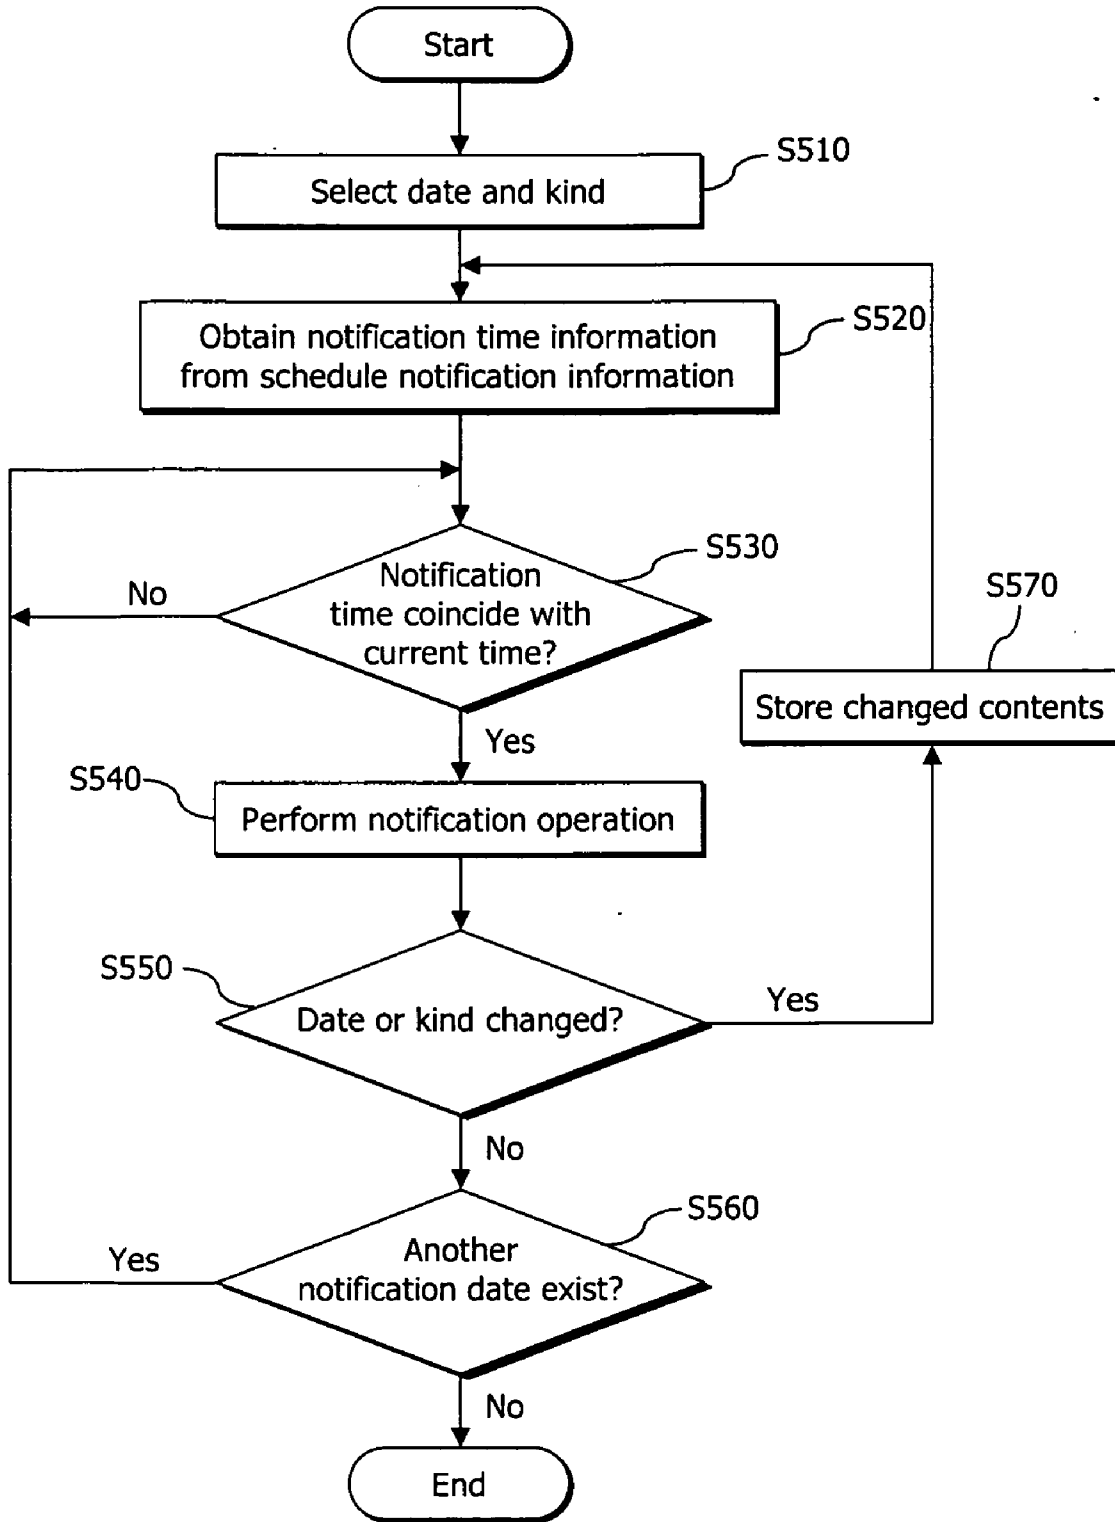 Start
S510
Select date and kind
S520
Obtain notification time information
from schedule notification information
S530
Notification
time coincide with
current time?
No
S570
Store changed contents
Yes
S540
Perform notification operation
S550
Date or kind changed?
Yes
No
S560
Another
notification date exist?
Yes
No
End